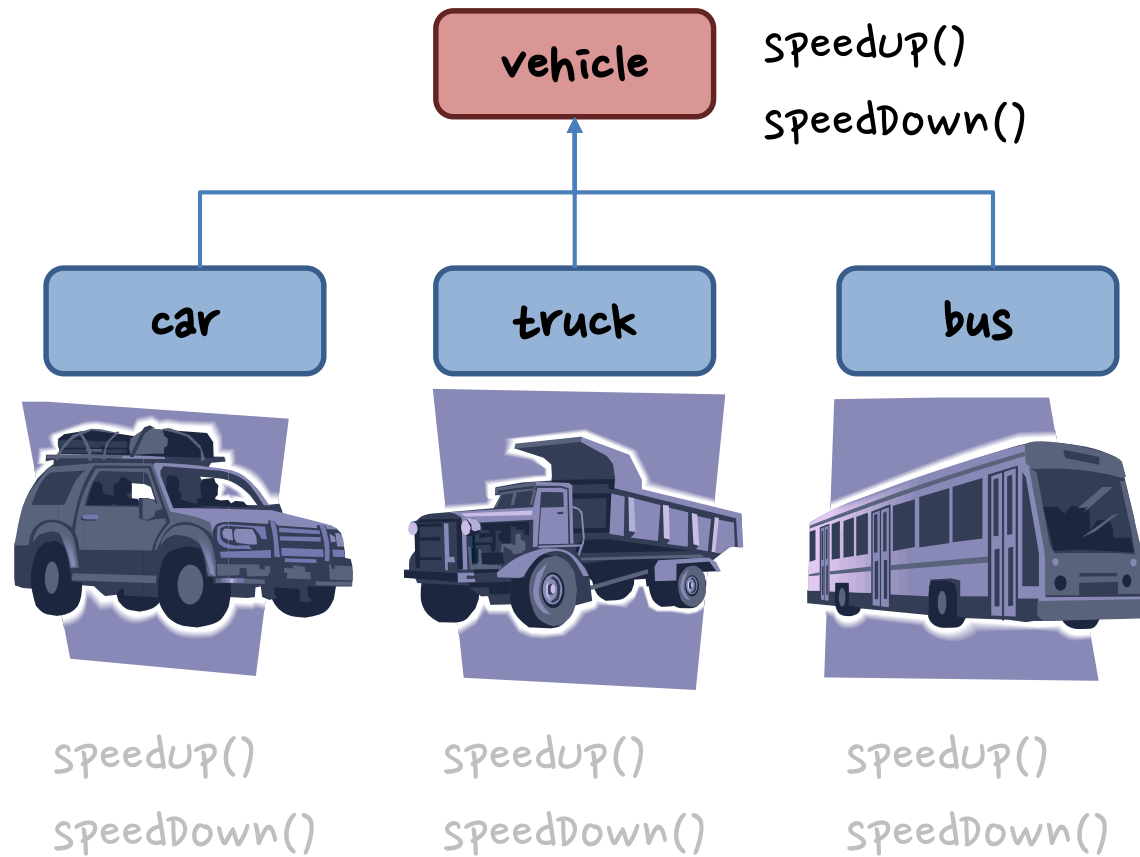 vehicle
speedUp()
speedDown()
car
truck
bus
speedUp()
speedUp()
speedUp()
speedDown()
speedDown()
speedDown()